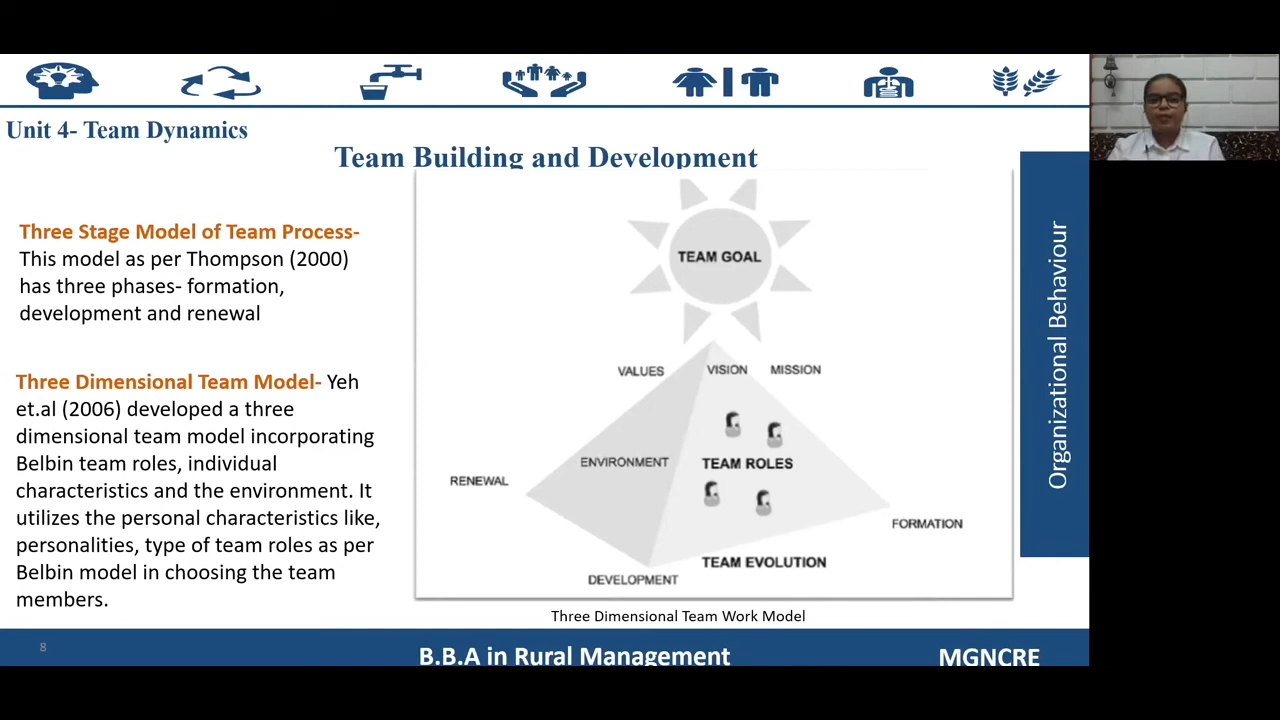 Unit 4- Team Dynamics
Team Building and Development
Three Stage Model of Team Process-
This model as per Thompson (2000)
has three phases- formation,
development and renewal
Three Dimensional Team Model- Yeh
et.al (2006) developed a three
dimensional team model incorporating
Belbin team roles, individual
characteristics and the environment. It
utilizes the personal characteristics like,
personalities, type of team roles as per
Belbin model in choosing the team
members.
TEAM GOAL
VALUES
VISION
MISSION
ENVIRONMENT
TEAM ROLES
RENEWAL
FORMATION
TEAM EVOLUTION
DEVELOPMENT
Three Dimensional Team Work Model
Organizational Behaviour
8
B.B.A in Rural Management
MGNCRE